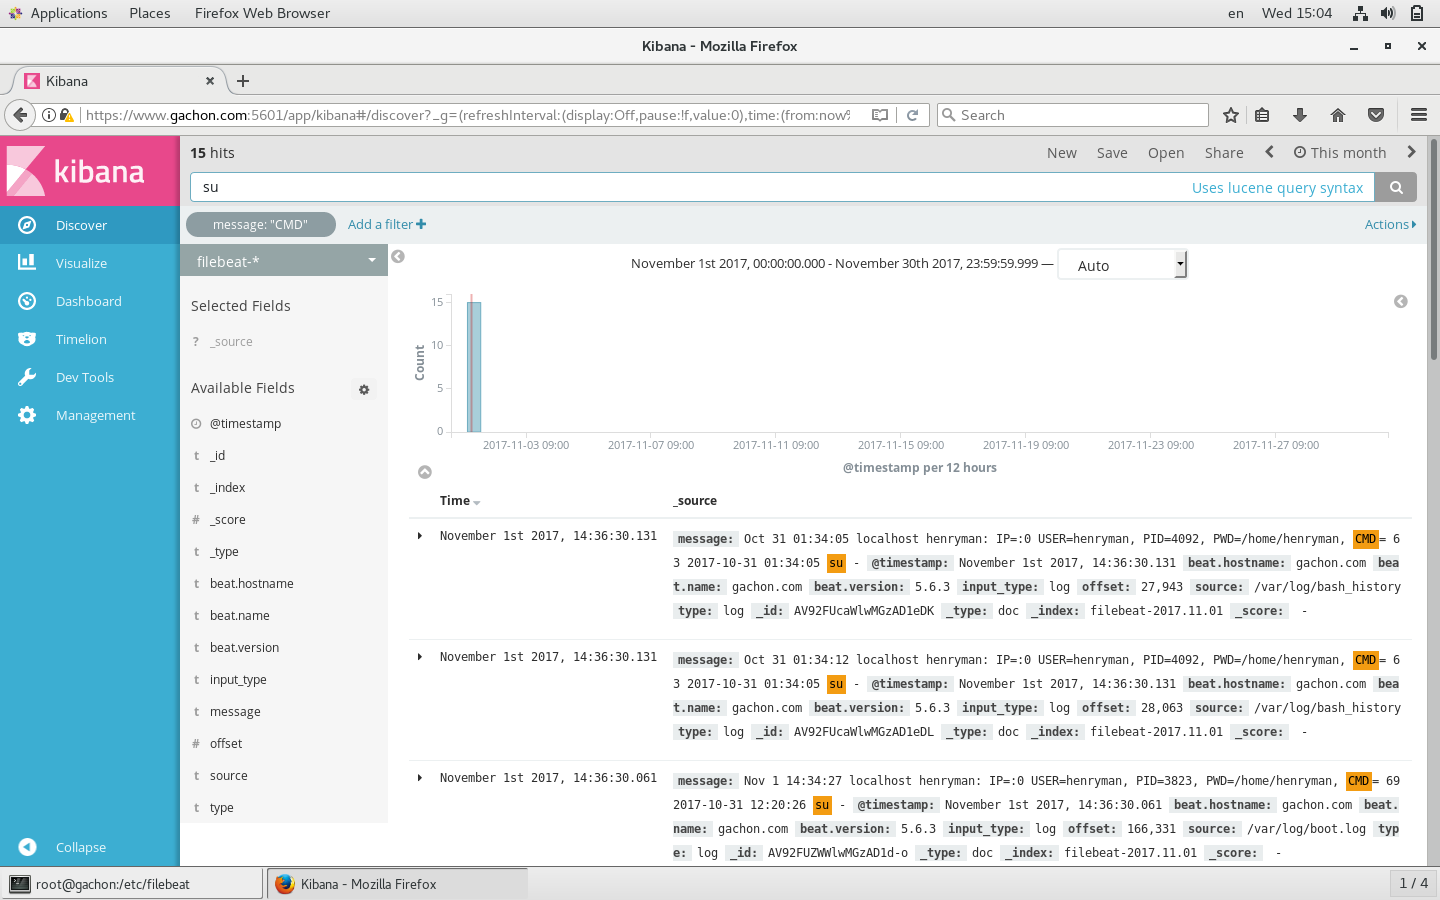 Applications Places Firefox Web Browser en Wed 15:04
Kibana - Mozilla Firefox
Kibana
https://www.gachon.com:5601/app/kibana#/discover?_g=(refreshInterval:(display:Off,pause:!f,value:0),time:(from:now% Search
kibana
15 hits New Save Open Share This month
su Uses lucene query syntax
message: "CMD" Add a filter Actions
Discover
Visualize
Dashboard
Timelion
Dev Tools
Management
Collapse
filebeat-*
Selected Fields
? _source
Available Fields
@timestamp
t _id
t _index
# _score
t _type
t beat.hostname
t beat.name
t beat.version
t input_type
t message
# offset
t source
t type
November 1st 2017, 00:00:00.000 - November 30th 2017, 23:59:59.999 — Auto
Count
15
10
5
0
2017-11-03 09:00 2017-11-07 09:00 2017-11-11 09:00 2017-11-15 09:00 2017-11-19 09:00 2017-11-23 09:00 2017-11-27 09:00
@timestamp per 12 hours
Time _source
November 1st 2017, 14:36:30.131 message: Oct 31 01:34:05 localhost henryman: IP=:0 USER=henryman, PID=4092, PWD=/home/henryman, CMD= 6
3 2017-10-31 01:34:05 su - @timestamp: November 1st 2017, 14:36:30.131 beat.hostname: gachon.com bea
t.name: gachon.com beat.version: 5.6.3 input_type: log offset: 27,943 source: /var/log/bash_history
type: log _id: AV92FUcaWlwMGzAD1eDK _type: doc _index: filebeat-2017.11.01 _score: -
November 1st 2017, 14:36:30.131 message: Oct 31 01:34:12 localhost henryman: IP=:0 USER=henryman, PID=4092, PWD=/home/henryman, CMD= 6
3 2017-10-31 01:34:05 su - @timestamp: November 1st 2017, 14:36:30.131 beat.hostname: gachon.com bea
t.name: gachon.com beat.version: 5.6.3 input_type: log offset: 28,063 source: /var/log/bash_history
type: log _id: AV92FUcaWlwMGzAD1eDL _type: doc _index: filebeat-2017.11.01 _score: -
November 1st 2017, 14:36:30.061 message: Nov 1 14:34:27 localhost henryman: IP=:0 USER=henryman, PID=3823, PWD=/home/henryman, CMD= 69
2017-10-31 12:20:26 su - @timestamp: November 1st 2017, 14:36:30.061 beat.hostname: gachon.com beat.
name: gachon.com beat.version: 5.6.3 input_type: log offset: 166,331 source: /var/log/boot.log typ
e: log _id: AV92FUZWWlwMGzAD1d-o _type: doc _index: filebeat-2017.11.01 _score: -
root@gachon:/etc/filebeat Kibana - Mozilla Firefox 1 / 4